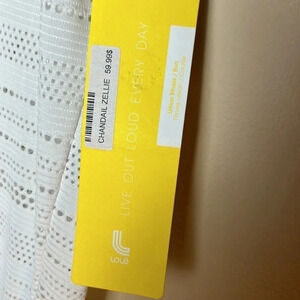 CHANDAIL ZELLIE 59.99$
LIVE OUT LOUD EVERY DAY
LOLË